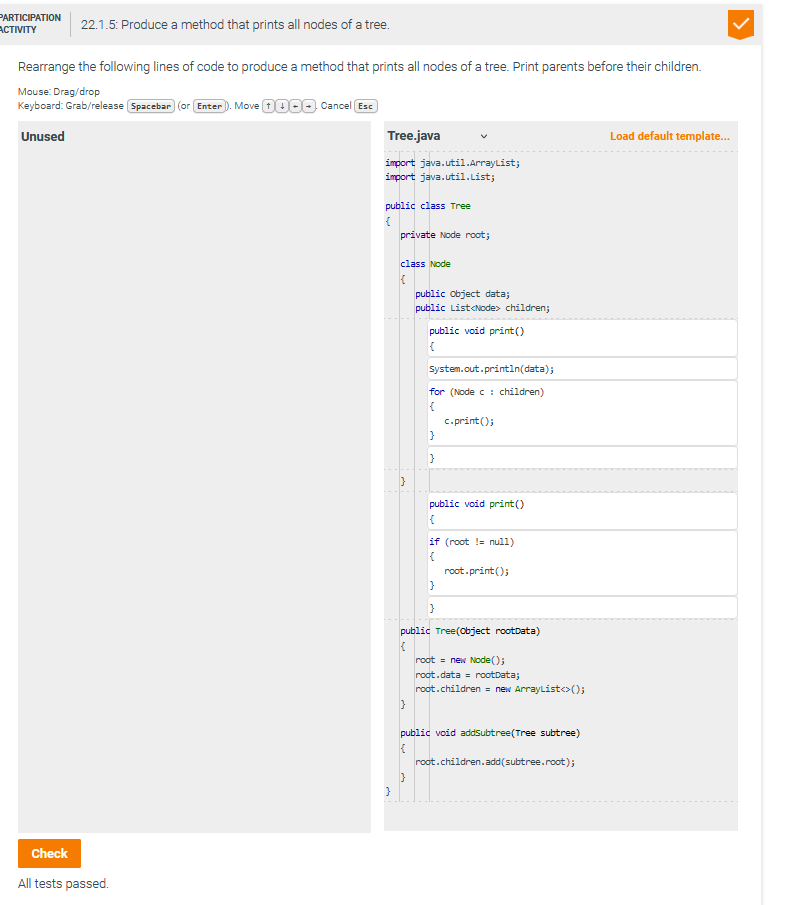 PARTICIPATION
ACTIVITY
22.1.5: Produce a method that prints all nodes of a tree.
Rearrange the following lines of code to produce a method that prints all nodes of a tree. Print parents before their children.
Mouse: Drag/drop
Keyboard: Grab/release Spacebar (or Enter). Move ↑ ↓ ← →. Cancel Esc
Unused
Tree.java
Load default template...
import java.util.ArrayList;
import java.util.List;
public class Tree
{
private Node root;
class Node
{
public Object data;
public List<Node> children;
public void print()
{
System.out.println(data);
for (Node c : children)
{
c.print();
}
}
}
public void print()
{
if (root != null)
{
root.print();
}
}
public Tree(Object rootData)
{
root = new Node();
root.data = rootData;
root.children = new ArrayList<>();
}
public void addSubtree(Tree subtree)
{
root.children.add(subtree.root);
}
}
Check
All tests passed.